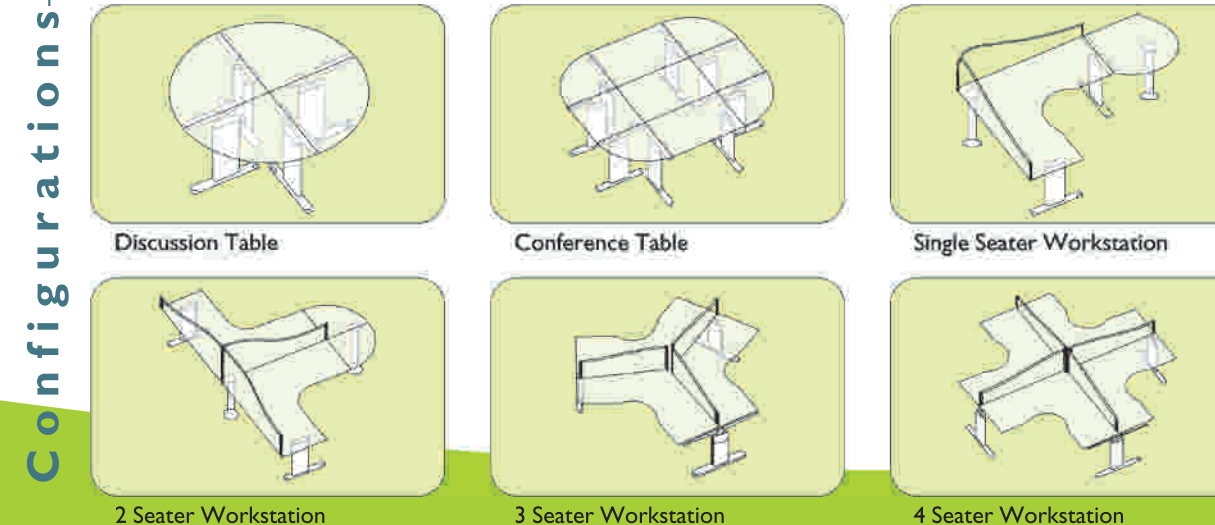 Configurations
Discussion Table
Conference Table
Single Seater Workstation
2 Seater Workstation
3 Seater Workstation
4 Seater Workstation